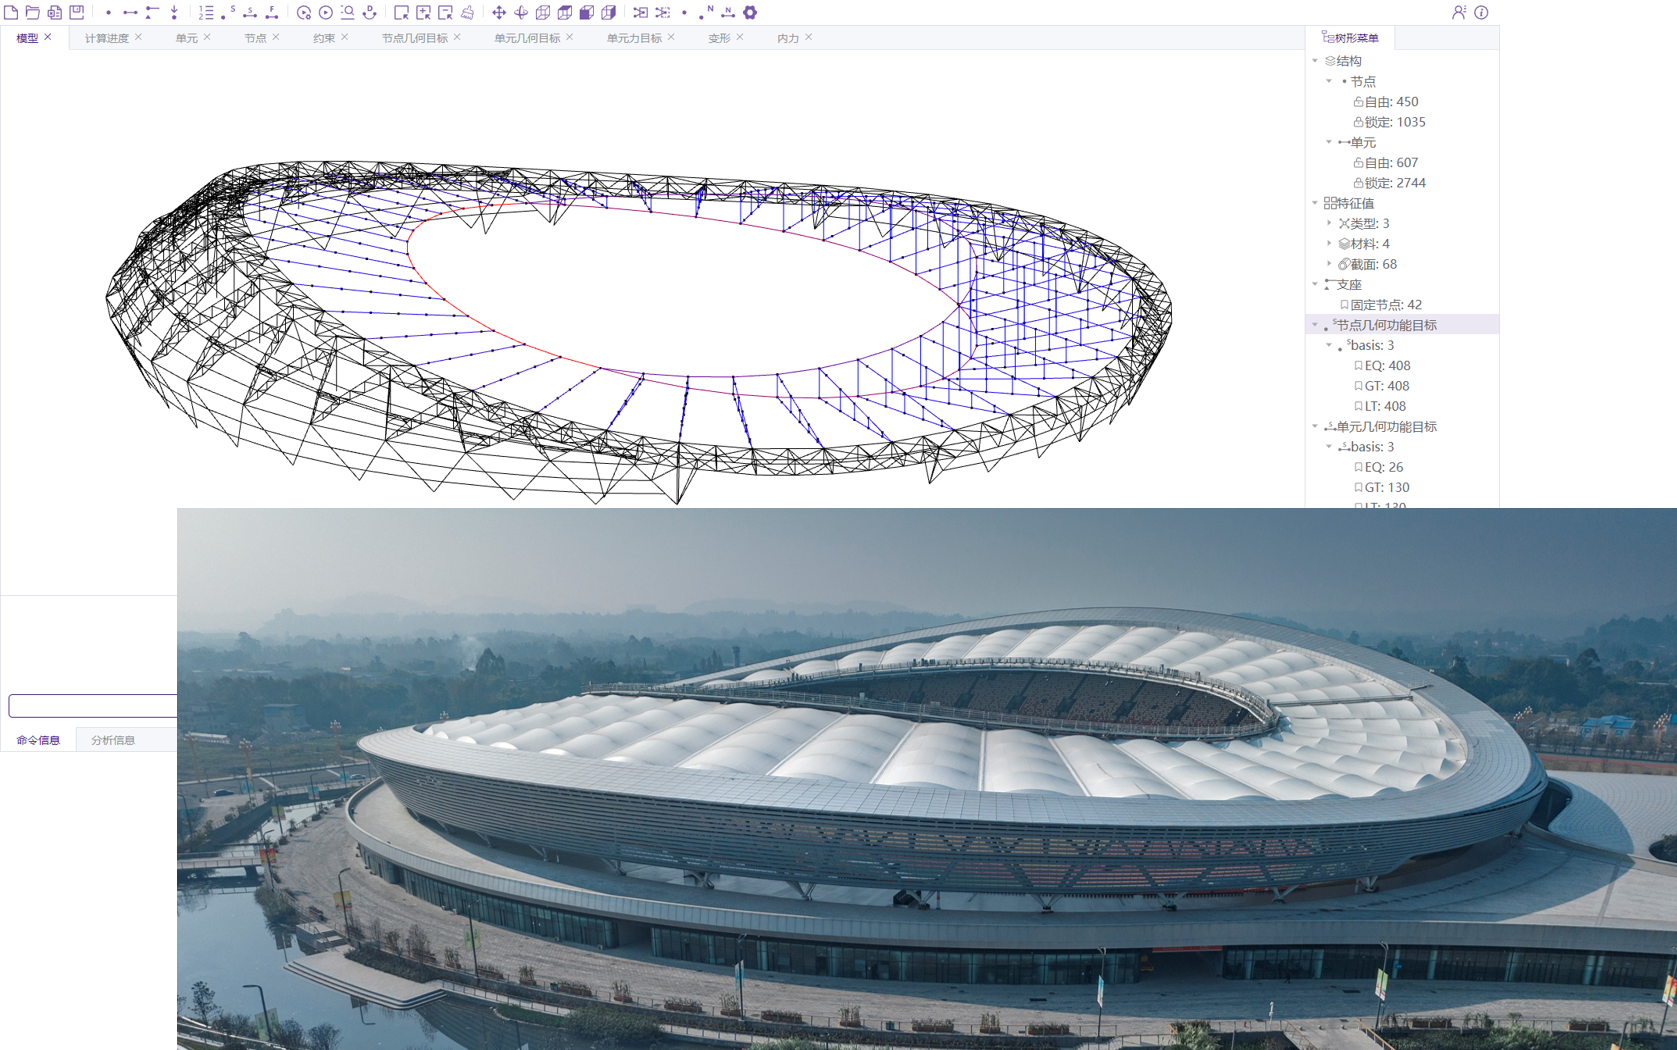 模型 计算进度 单元 节点 约束 节点几何目标 单元几何目标 单元力目标 变形 内力
树形菜单
结构
节点
自由: 450
锁定: 1035
单元
自由: 607
锁定: 2744
特征值
类型: 3
材料: 4
截面: 68
支座
固定节点: 42
节点几何功能目标
basis: 3
EQ: 408
GT: 408
LT: 408
单元几何功能目标
basis: 3
EQ: 26
GT: 130
LT: 130
命令信息 分析信息